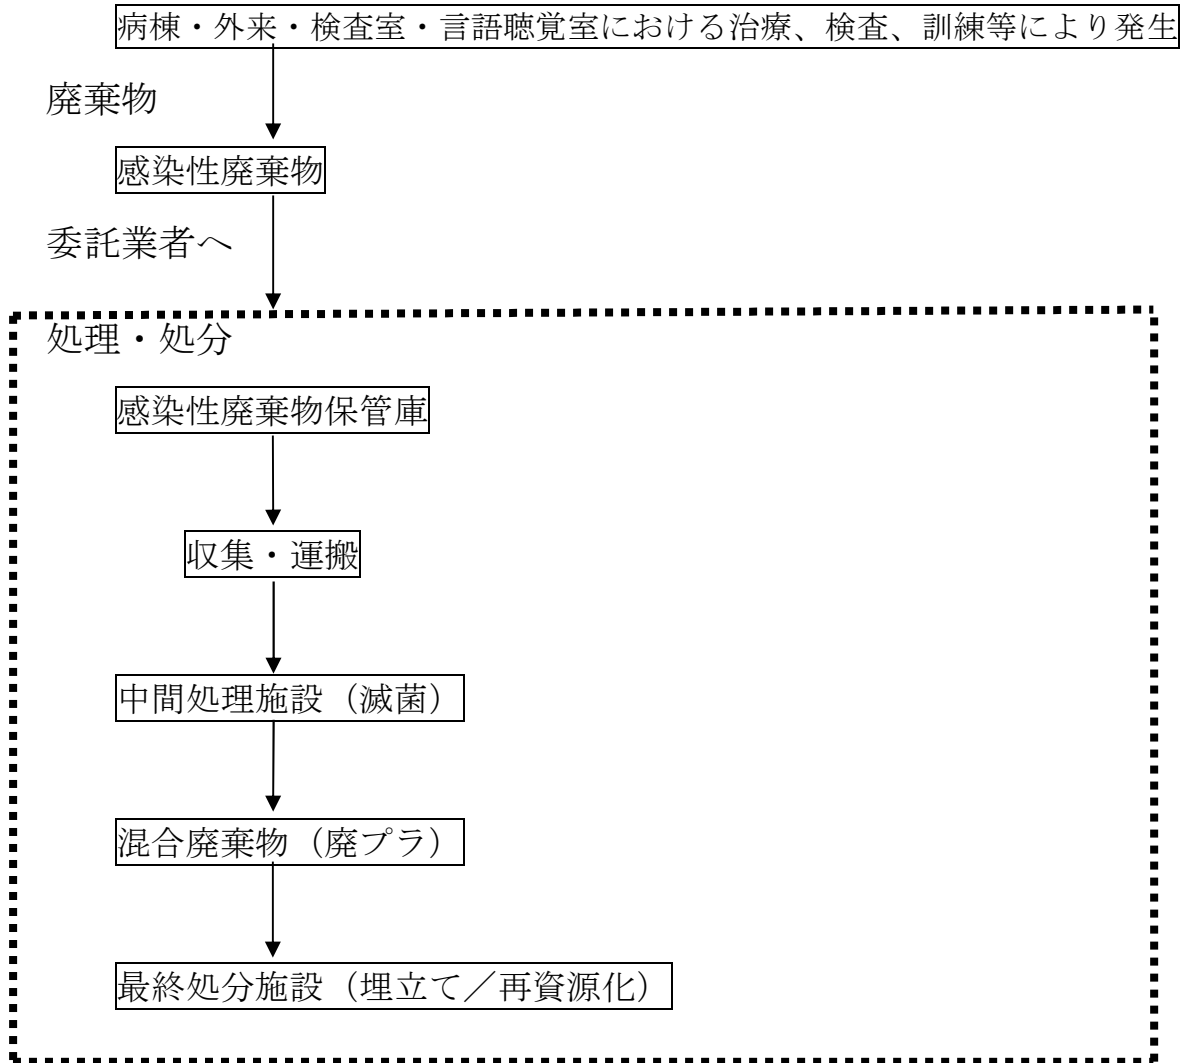 病棟・外来・検査室・言語聴覚室における治療、検査、訓練等により発生
廃棄物
感染性廃棄物
委託業者へ
処理・処分
感染性廃棄物保管庫
収集・運搬
中間処理施設（滅菌）
混合廃棄物（廃プラ）
最終処分施設（埋立て／再資源化）